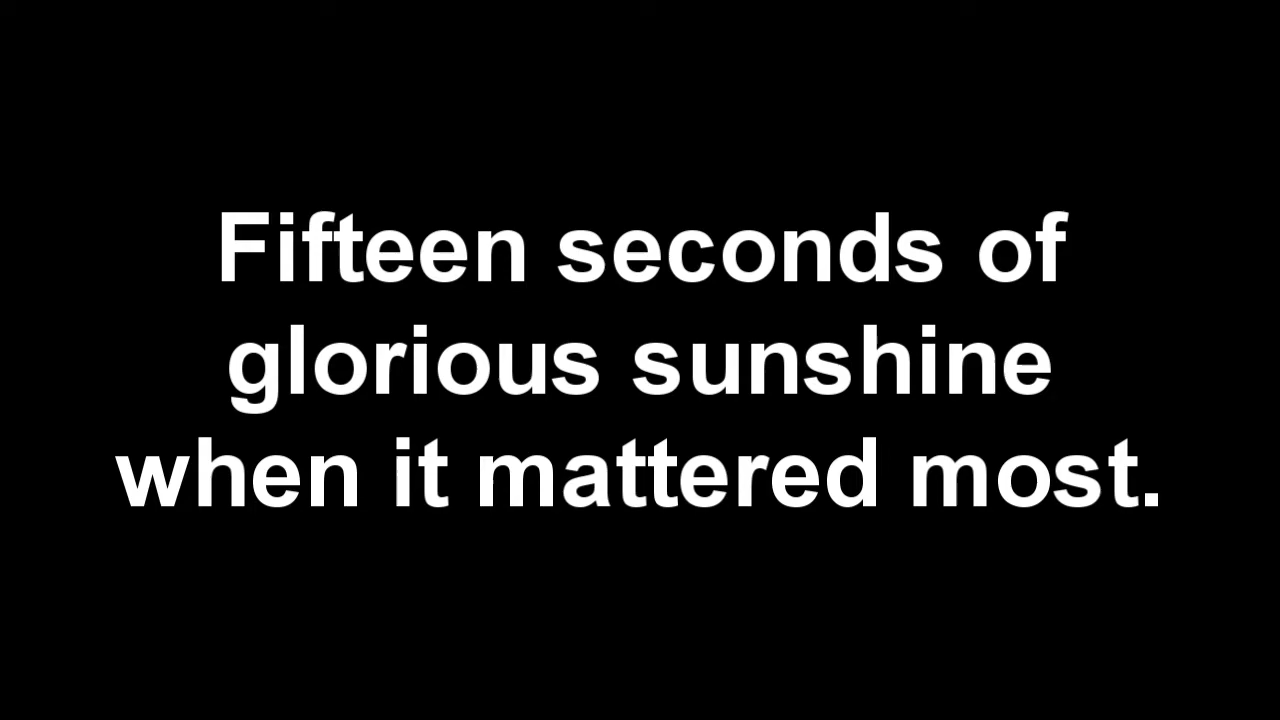 Fifteen seconds of
glorious sunshine
when it mattered most.